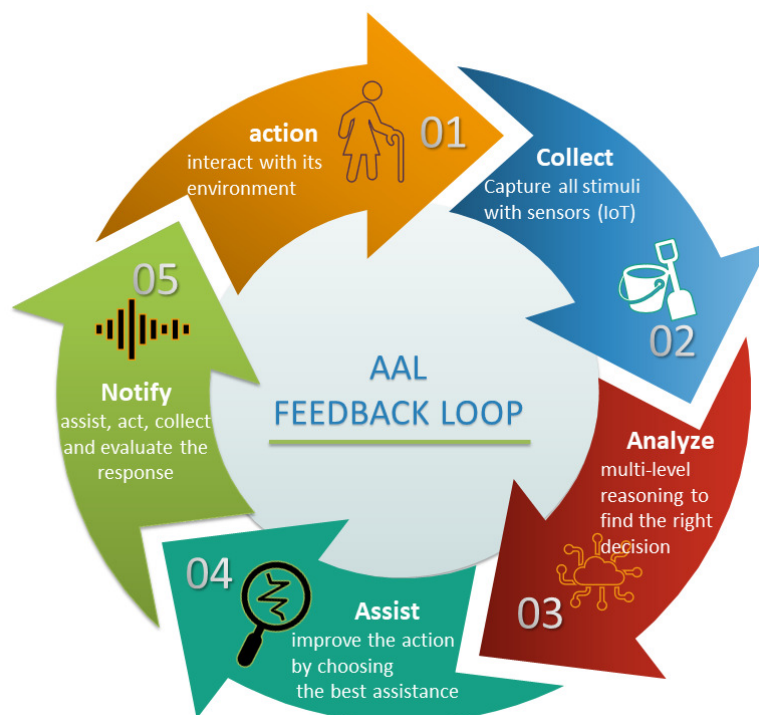 01
action
interact with its
environment
02
Collect
Capture all stimuli
with sensors (IoT)
03
Analyze
multi-level
reasoning to
find the right
decision
04
Assist
improve the action
by choosing
the best assistance
05
Notify
assist, act, collect
and evaluate the
response
AAL
FEEDBACK LOOP